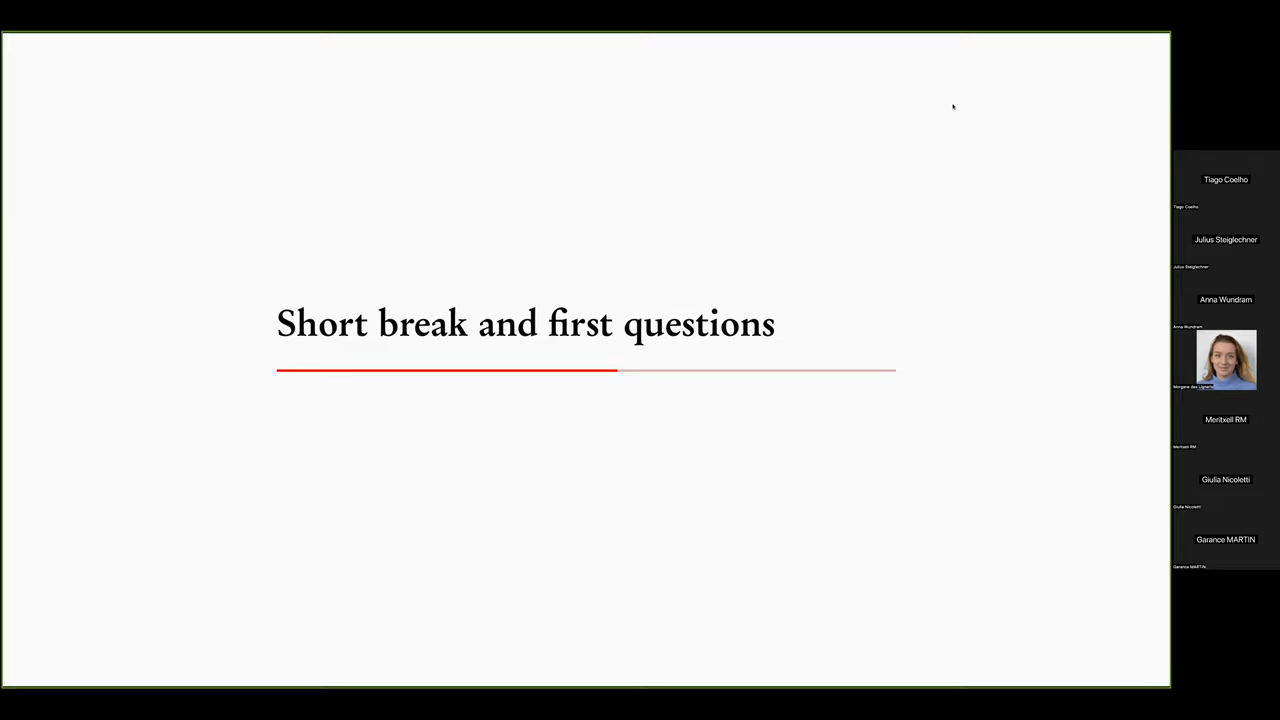 Short break and first questions
Tiago Coelho
Tiago Coelho
Julius Steiglechner
Julius Steiglechner
Anna Wundram
Anna Wundram
Morgane des Ligneris
Meritxell RM
Meritxell RM
Giulia Nicoletti
Giulia Nicoletti
Garance MARTIN
Garance MARTIN